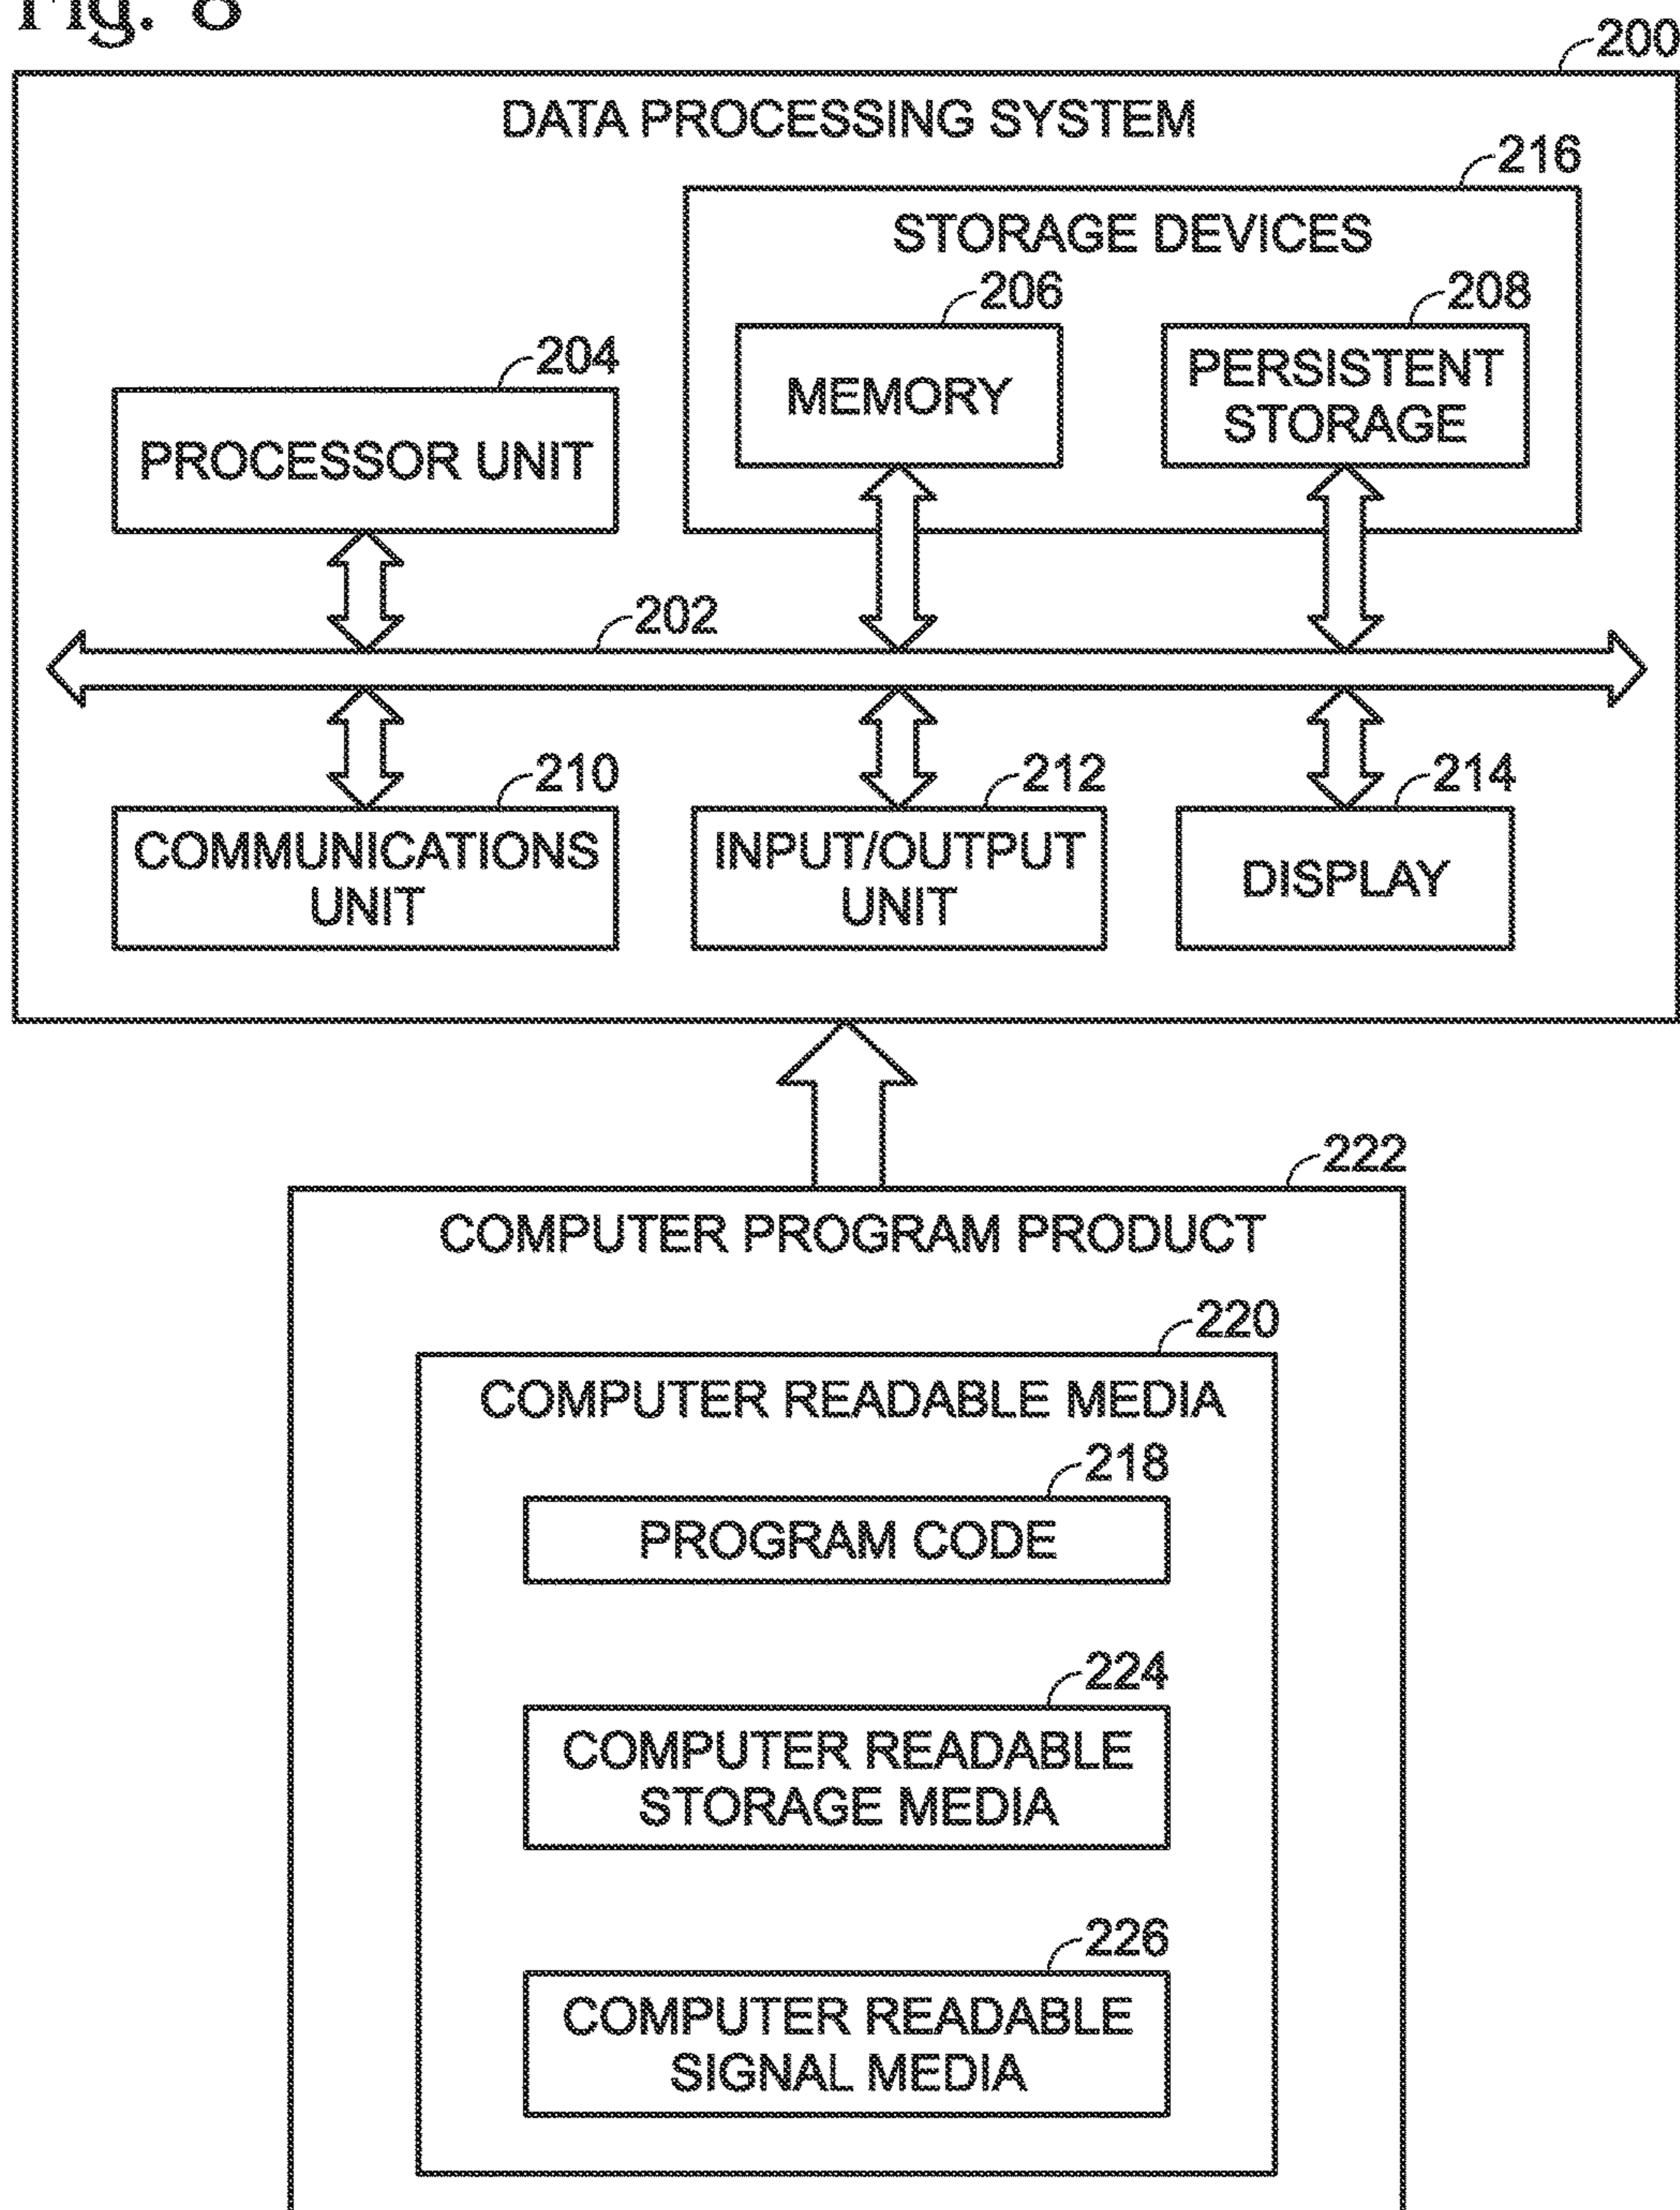 Fig. 8
200
DATA PROCESSING SYSTEM
216
STORAGE DEVICES
206
208
204
MEMORY
PERSISTENT
STORAGE
PROCESSOR UNIT
202
210
212
214
COMMUNICATIONS
UNIT
INPUT/OUTPUT
UNIT
DISPLAY
222
COMPUTER PROGRAM PRODUCT
220
COMPUTER READABLE MEDIA
218
PROGRAM CODE
224
COMPUTER READABLE
STORAGE MEDIA
226
COMPUTER READABLE
SIGNAL MEDIA